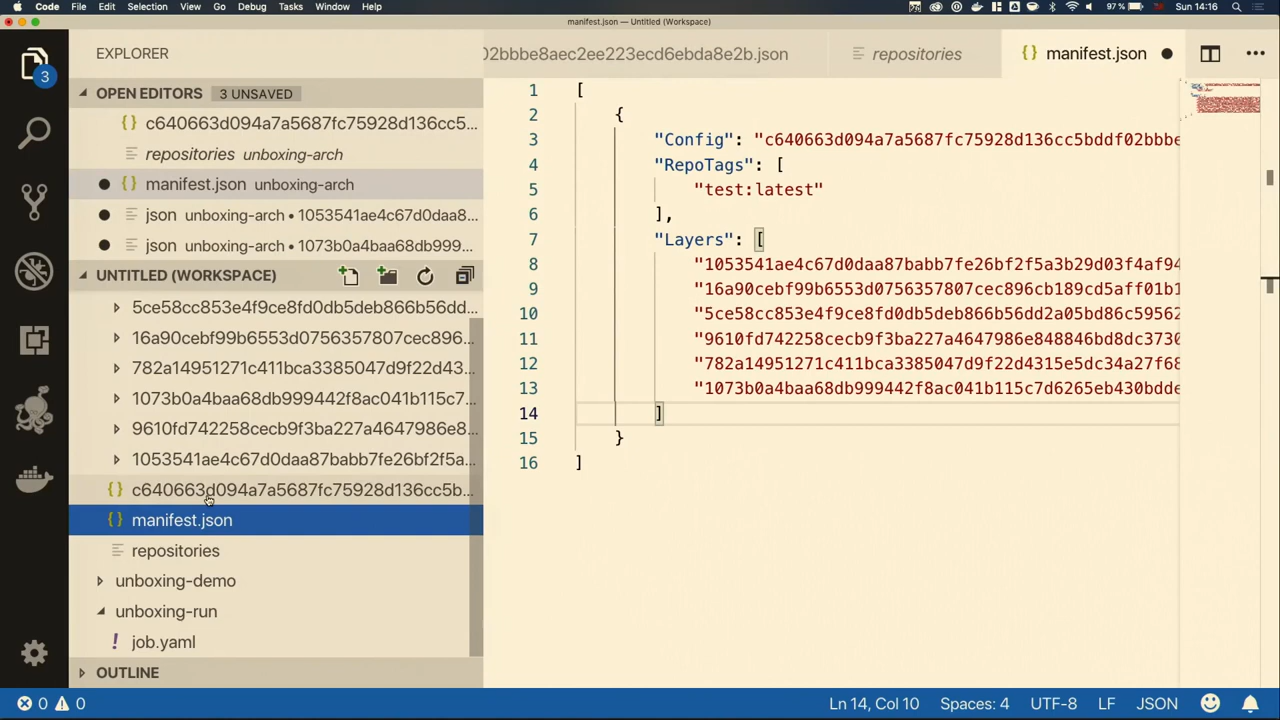 Code File Edit Selection View Go Debug Tasks Window Help 97% Sun 14:16
manifest.json — Untitled (Workspace)
3
EXPLORER
02bbbe8aec2ee223ecd6ebda8e2b.json repositories manifest.json
OPEN EDITORS 3 UNSAVED
c640663d094a7a5687fc75928d136cc5...
repositories unboxing-arch
manifest.json unboxing-arch
json unboxing-arch • 1053541ae4c67d0daa8...
json unboxing-arch • 1073b0a4baa68db999...
UNTITLED (WORKSPACE)
5ce58cc853e4f9ce8fd0db5deb866b56dd...
16a90cebf99b6553d0756357807cec896...
782a14951271c411bca3385047d9f22d43...
1073b0a4baa68db999442f8ac041b115c7...
9610fd742258cecb9f3ba227a4647986e8...
1053541ae4c67d0daa87babb7fe26bf2f5a...
c640663d094a7a5687fc75928d136cc5b...
manifest.json
repositories
unboxing-demo
unboxing-run
job.yaml
OUTLINE
1 [
2 {
3 "Config": "c640663d094a7a5687fc75928d136cc5bddf02bbbe
4 "RepoTags": [
5 "test:latest"
6 ],
7 "Layers": [
8 "1053541ae4c67d0daa87babb7fe26bf2f5a3b29d03f4af94
9 "16a90cebf99b6553d0756357807cec896cb189cd5aff01b1
10 "5ce58cc853e4f9ce8fd0db5deb866b56dd2a05bd86c59562
11 "9610fd742258cecb9f3ba227a4647986e848846bd8dc3730
12 "782a14951271c411bca3385047d9f22d4315e5dc34a27f68
13 "1073b0a4baa68db999442f8ac041b115c7d6265eb430bdde
14 ]
15 }
16 ]
0 0 Ln 14, Col 10 Spaces: 4 UTF-8 LF JSON